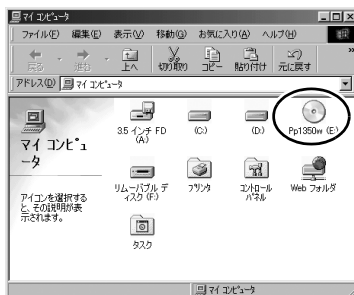 マイ コンピュータ
ファイル(F) 編集(E) 表示(V) 移動(G) お気に入り(A) ヘルプ(H)
戻る 進む 上へ 切り取り コピー 貼り付け 元に戻す
アドレス(D) マイ コンピュータ
マイ コンピュ
ータ
アイコンを選択する
と、その説明が表
示されます。
3.5 インチ FD
(A:)
(C:)
(D:)
Pp1350w (E:)
リムーバブル デ
ィスク (F:)
プリンタ
コントロール
パネル
Web フォルダ
タスク
マイ コンピュータ